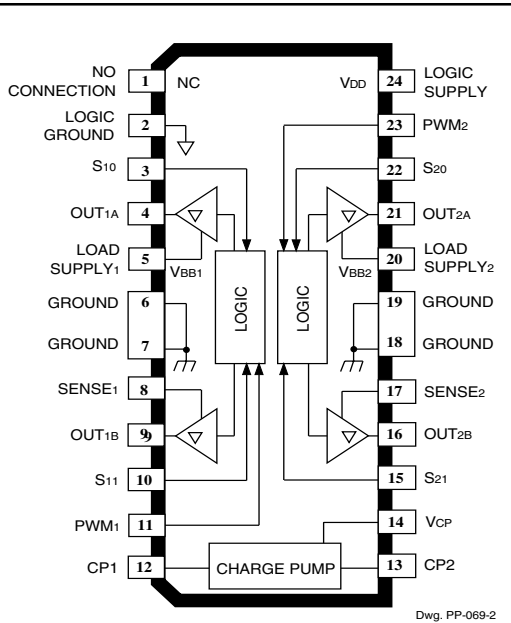 NO
CONNECTION
1
NC
VDD
24
LOGIC
SUPPLY
LOGIC
GROUND
2
23
PWM2
S10
3
22
S20
OUT1A
4
21
OUT2A
LOAD
SUPPLY1
5
VBB1
VBB2
20
LOAD
SUPPLY2
LOGIC
LOGIC
GROUND
6
19
GROUND
GROUND
7
18
GROUND
SENSE1
8
17
SENSE2
OUT1B
9
16
OUT2B
S11
10
15
S21
PWM1
11
14
VCP
CP1
12
CHARGE PUMP
13
CP2
Dwg. PP-069-2